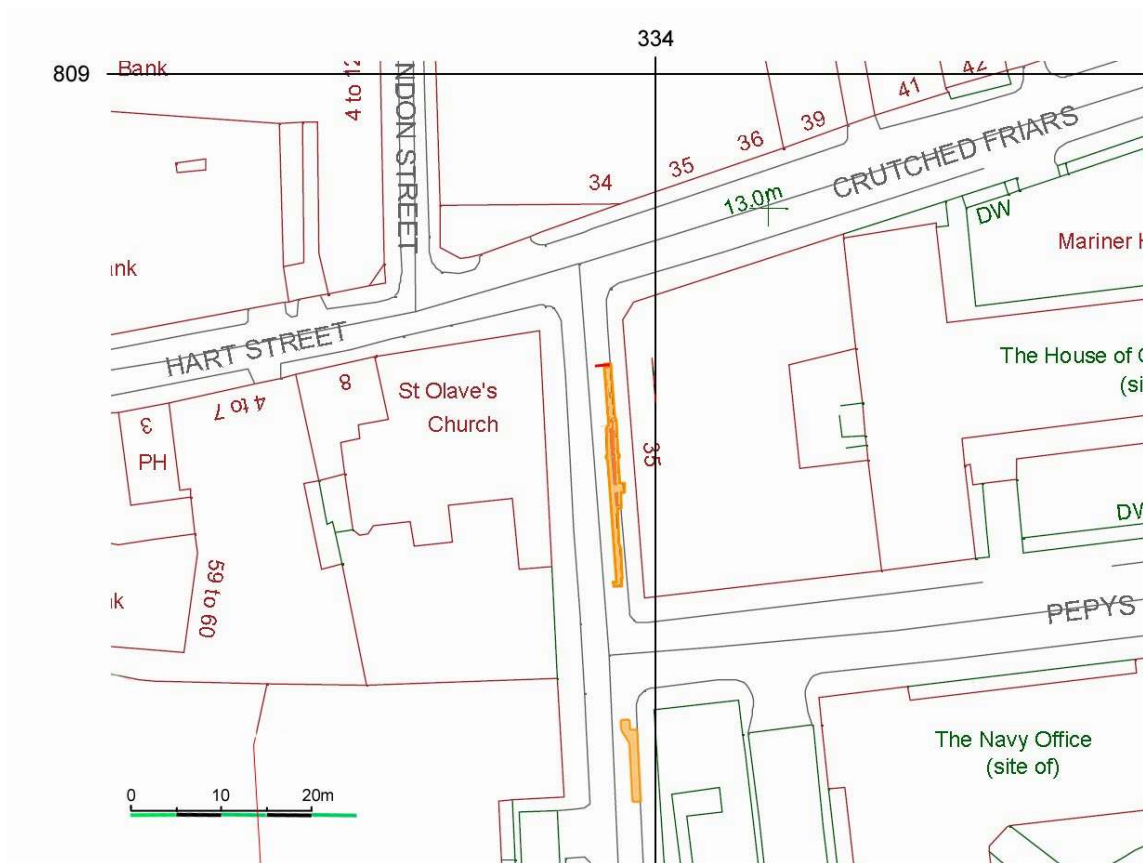 334
809
Bank
4 to 12
NDON STREET
42
41
39
36
35
34
CRUTCHED FRIARS
13.0m
DW
Mariner H
ank
HART STREET
The House of
(si
8
St Olave's
Church
4 to 7
3
PH
35
DW
59 to 60
k
PEPYS
The Navy Office
(site of)
0 10 20m